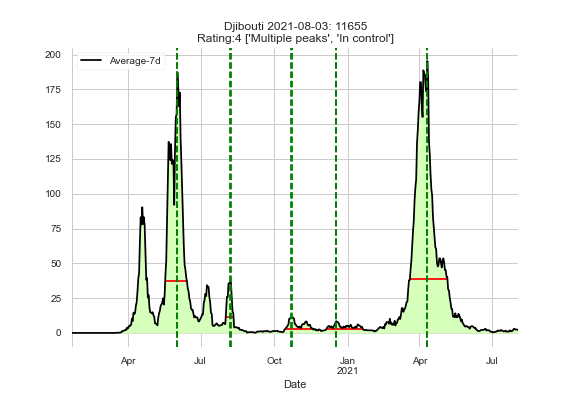 Djibouti 2021-08-03: 11655
Rating:4 ['Multiple peaks', 'In control']
Average-7d
200
175
150
125
100
75
50
25
0
Apr Jul Oct Jan Apr Jul
2021
Date